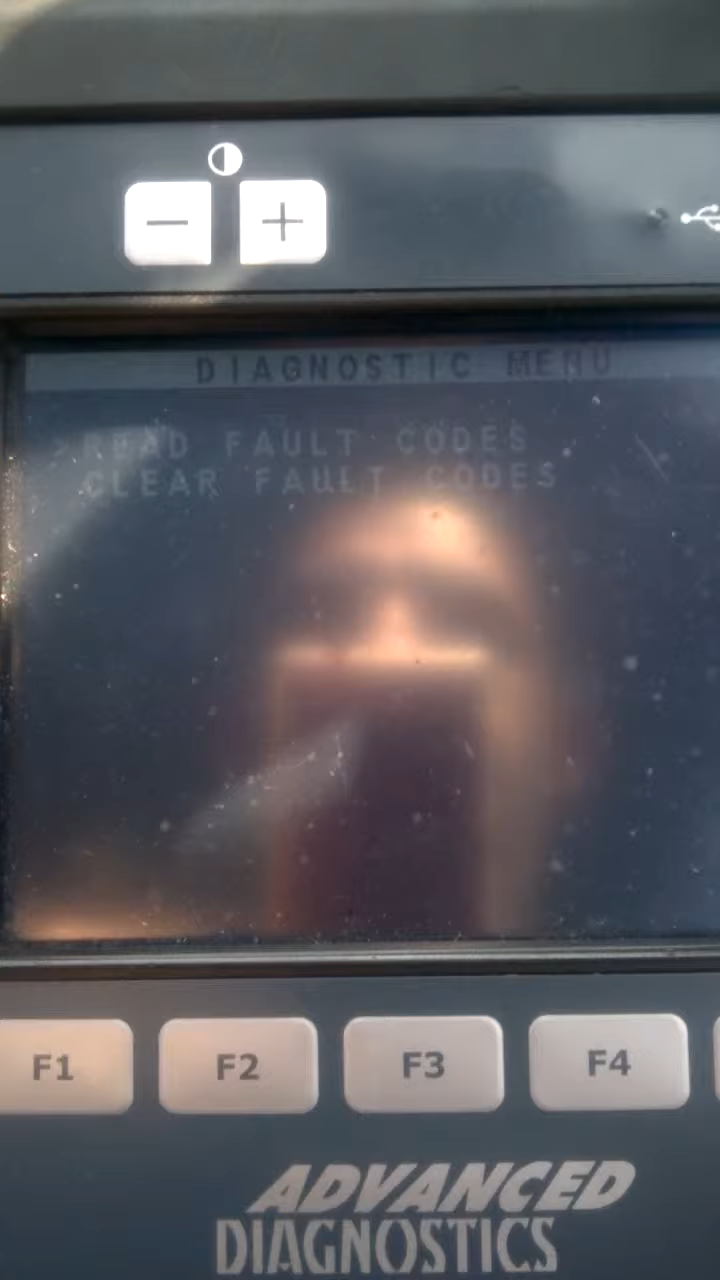 − +
DIAGNOSTIC MENU
> READ FAULT CODES
CLEAR FAULT CODES
F1 F2 F3 F4
ADVANCED
DIAGNOSTICS